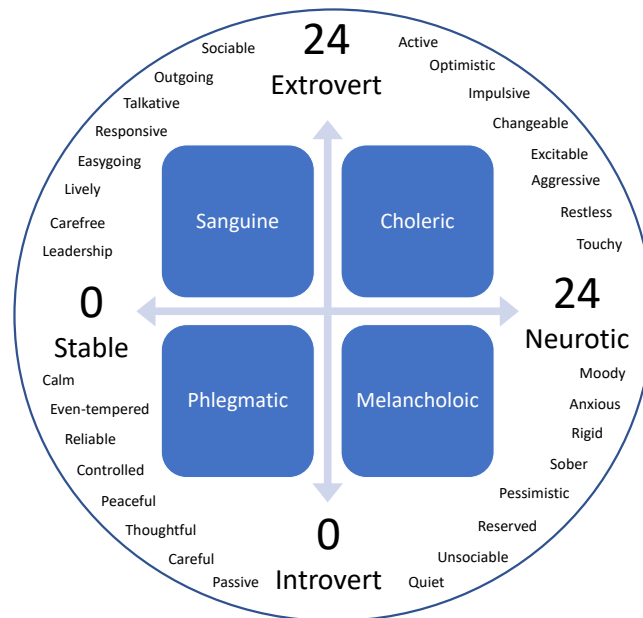 24
Extrovert
Sociable
Outgoing
Talkative
Responsive
Easygoing
Lively
Carefree
Leadership
Active
Optimistic
Impulsive
Changeable
Excitable
Aggressive
Restless
Touchy
Sanguine
Choleric
0
Stable
24
Neurotic
Phlegmatic
Melancholoic
Calm
Even-tempered
Reliable
Controlled
Peaceful
Thoughtful
Careful
Passive
Moody
Anxious
Rigid
Sober
Pessimistic
Reserved
Unsociable
Quiet
0
Introvert